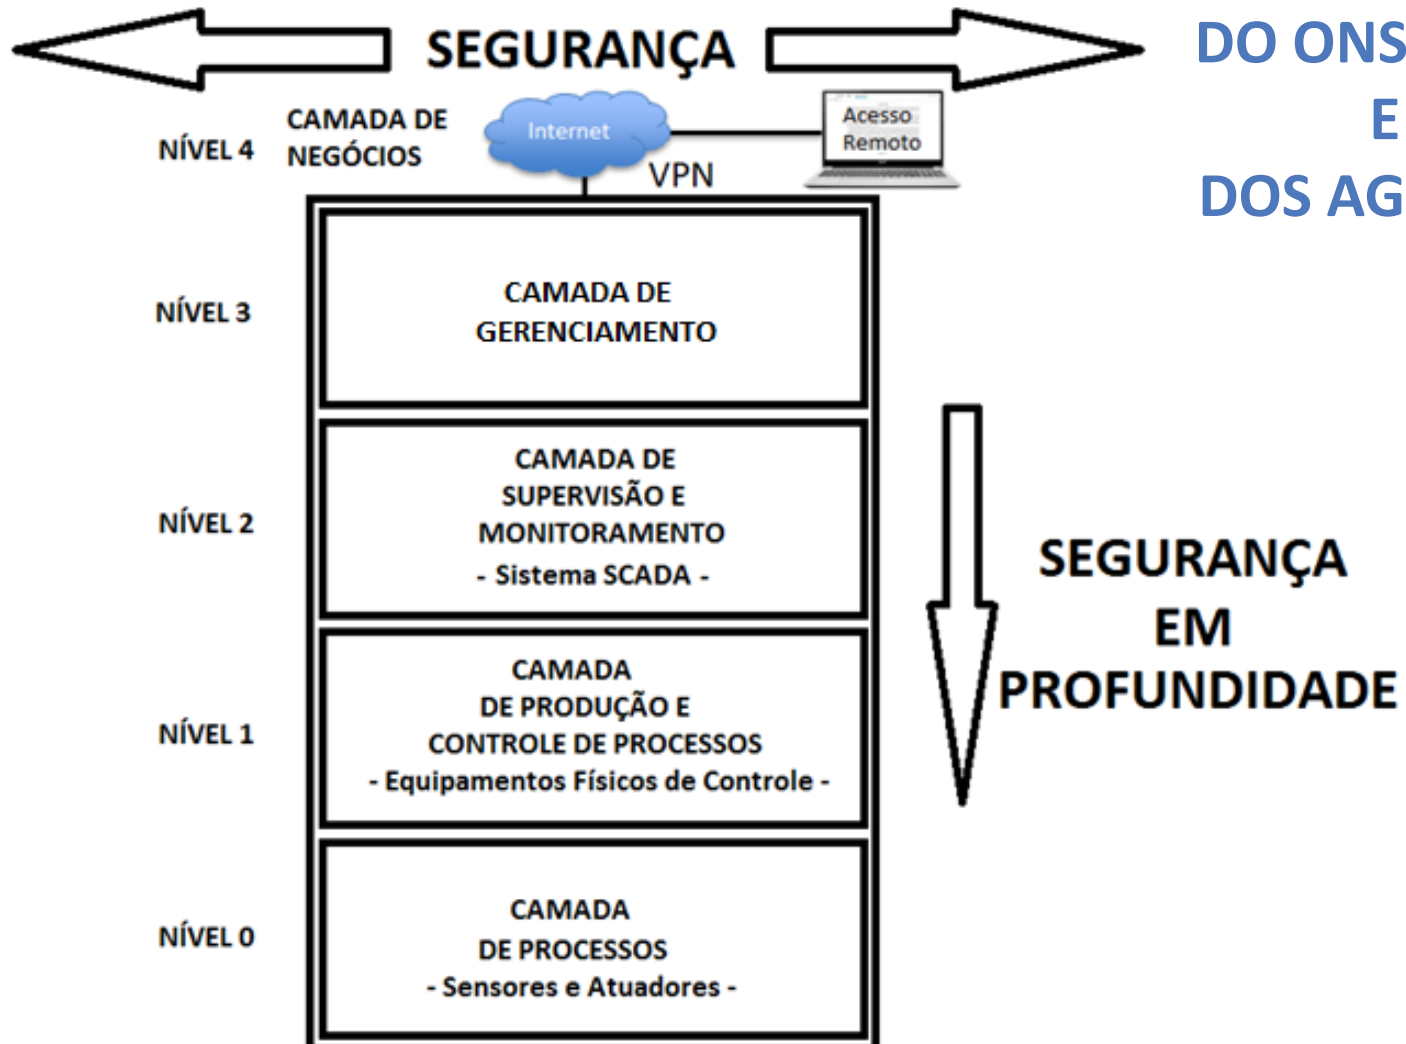 SEGURANÇA
DO ONS
E
DOS AG
NÍVEL 4
CAMADA DE
NEGÓCIOS
Internet
VPN
Acesso
Remoto
NÍVEL 3
CAMADA DE
GERENCIAMENTO
NÍVEL 2
CAMADA DE
SUPERVISÃO E
MONITORAMENTO
- Sistema SCADA -
SEGURANÇA
EM
PROFUNDIDADE
NÍVEL 1
CAMADA
DE PRODUÇÃO E
CONTROLE DE PROCESSOS
- Equipamentos Físicos de Controle -
NÍVEL 0
CAMADA
DE PROCESSOS
- Sensores e Atuadores -